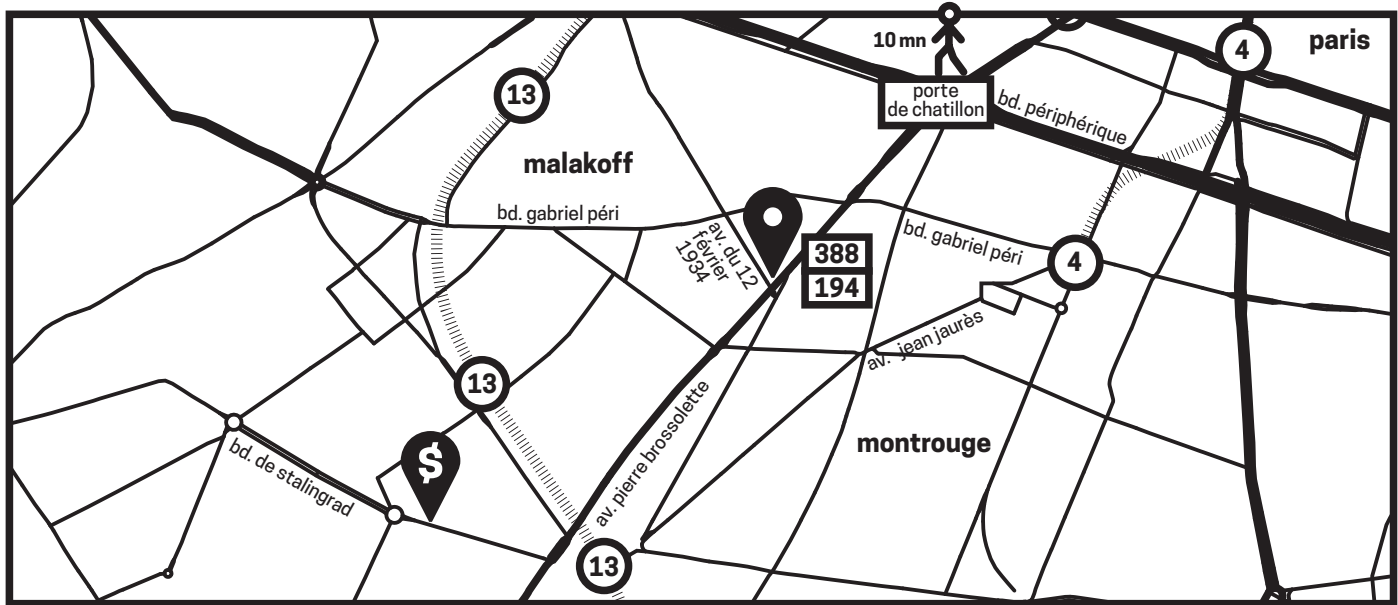 paris
4
10 mn
13
porte
de chatillon
bd. périphérique
malakoff
bd. gabriel péri
av. du 12
février
1934
388
194
bd. gabriel péri
4
av. jean jaurès
13
av. pierre brossolette
montrouge
$
bd. de stalingrad
13